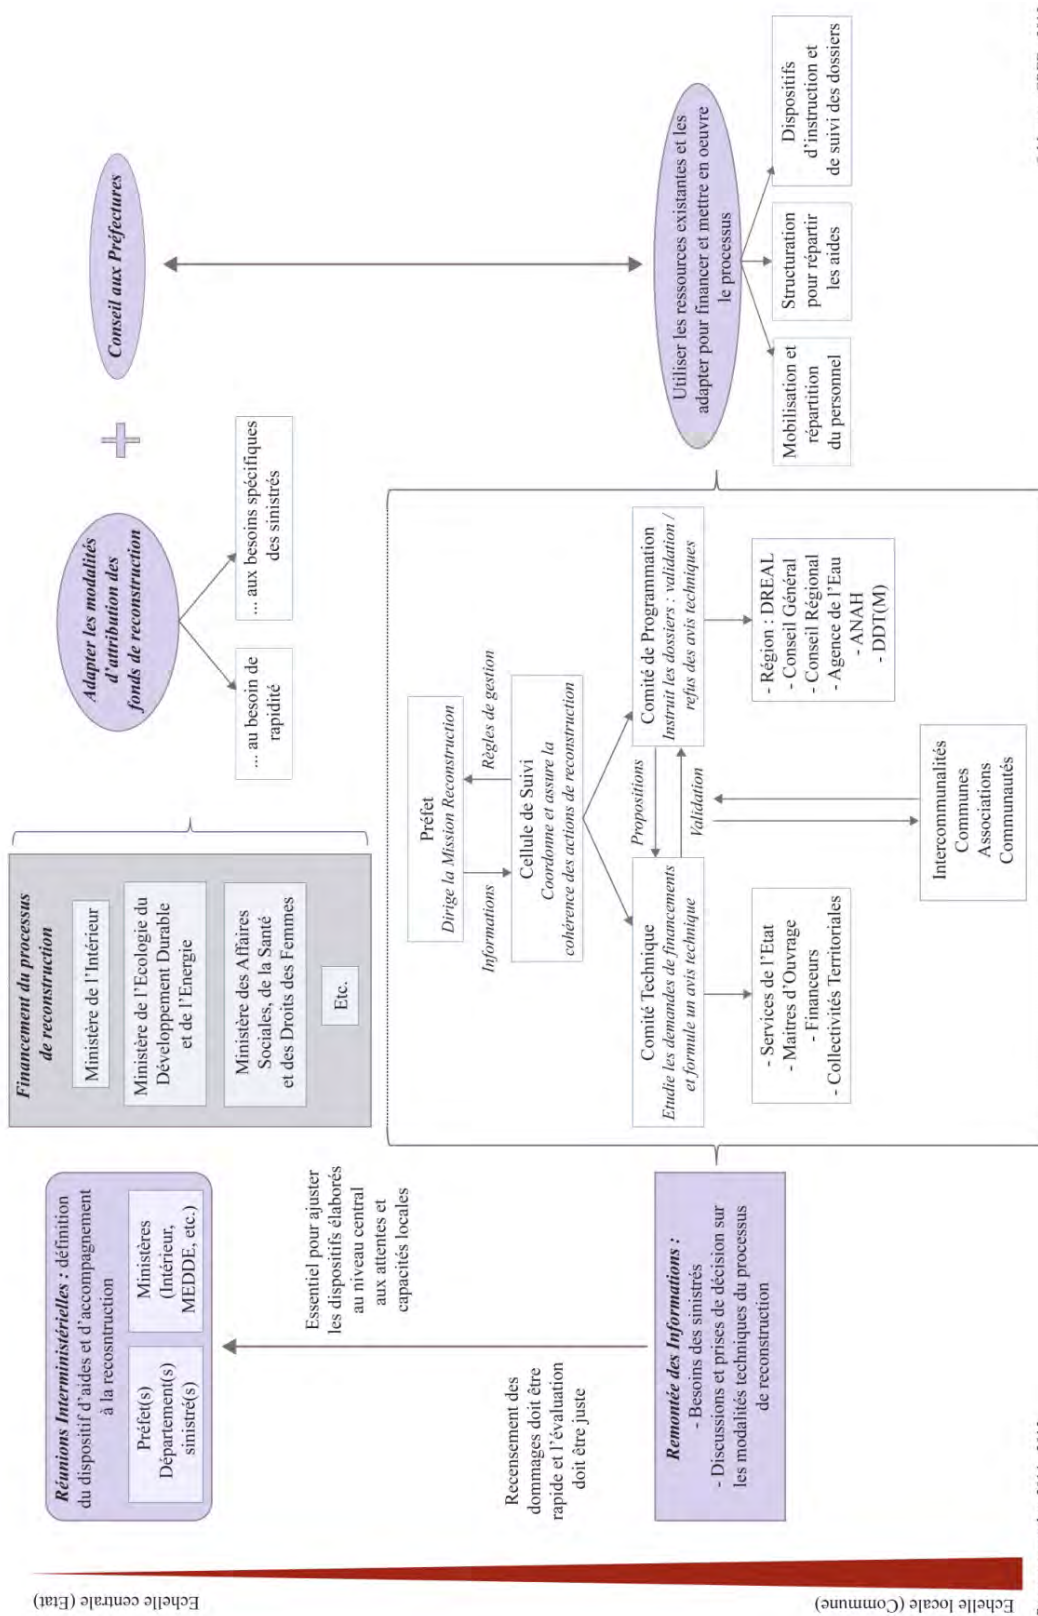 Echelle centrale (Etat)
Echelle locale (Commune)
Réunions Interministérielles : définition
du dispositif d'aides et d'accompagnement
à la recosntruction
Préfet(s)
Département(s)
sinistré(s)
Ministères
(Intérieur,
MEDDE, etc.)
Essentiel pour ajuster
les dispositifs élaborés
au niveau central
aux attentes et
capacités locales
Recensement des
dommages doit être
rapide et l'évaluation
doit être juste
Remontée des Informations :
- Besoins des sinistrés
- Discussions et prises de décision sur
les modalités techniques du processus
de reconstruction
Financement du processus
de reconstruction
Ministère de l'Intérieur
Ministère de l'Ecologie du
Développement Durable
et de l'Energie
Ministère des Affaires
Sociales, de la Santé
et des Droits des Femmes
Etc.
Adapter les modalités
d'attribution des
fonds de reconstruction
... au besoin de
rapidité
... aux besoins spécifiques
des sinistrés
+
Conseil aux Préfectures
Préfet
Dirige la Mission Reconstruction
Informations
Règles de gestion
Cellule de Suivi
Coordonne et assure la
cohérence des actions de reconstruction
Comité Technique
Etudie les demandes de financements
et formule un avis technique
Propositions
Validation
Comité de Programmation
Instruit les dossiers : validation /
refus des avis techniques
- Services de l'Etat
- Maitres d'Ouvrage
- Financeurs
- Collectivités Territoriales
- Région : DREAL
- Conseil Général
- Conseil Régional
- Agence de l'Eau
- ANAH
- DDT(M)
Intercommunalités
Communes
Associations
Communautés
Utiliser les ressources existantes et les
adapter pour financer et mettre en oeuvre
le processus
Mobilisation et
répartition
du personnel
Structuration
pour répartir
les aides
Dispositifs
d'instruction et
de suivi des dossiers